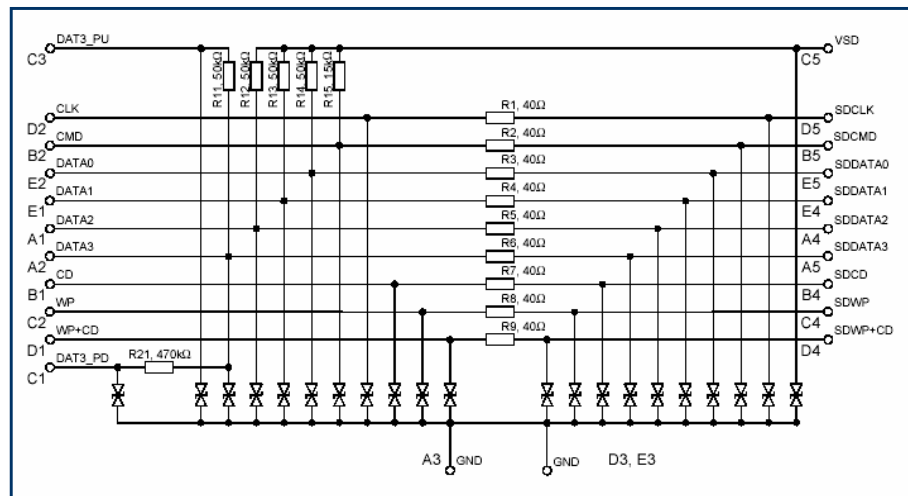 DAT3_PU
C3
VSD
C5
R11, 50kΩ
R12, 50kΩ
R13, 50kΩ
R14, 50kΩ
R15, 15kΩ
CLK
D2
R1, 40Ω
SDCLK
D5
CMD
B2
R2, 40Ω
SDCMD
B5
DATA0
E2
R3, 40Ω
SDDATA0
E5
DATA1
E1
R4, 40Ω
SDDATA1
E4
DATA2
A1
R5, 40Ω
SDDATA2
A4
DATA3
A2
R6, 40Ω
SDDATA3
A5
CD
B1
R7, 40Ω
SDCD
B4
WP
C2
R8, 40Ω
SDWP
C4
WP+CD
D1
R9, 40Ω
SDWP+CD
D4
DAT3_PD
C1
R21, 470kΩ
A3
GND
GND
D3, E3